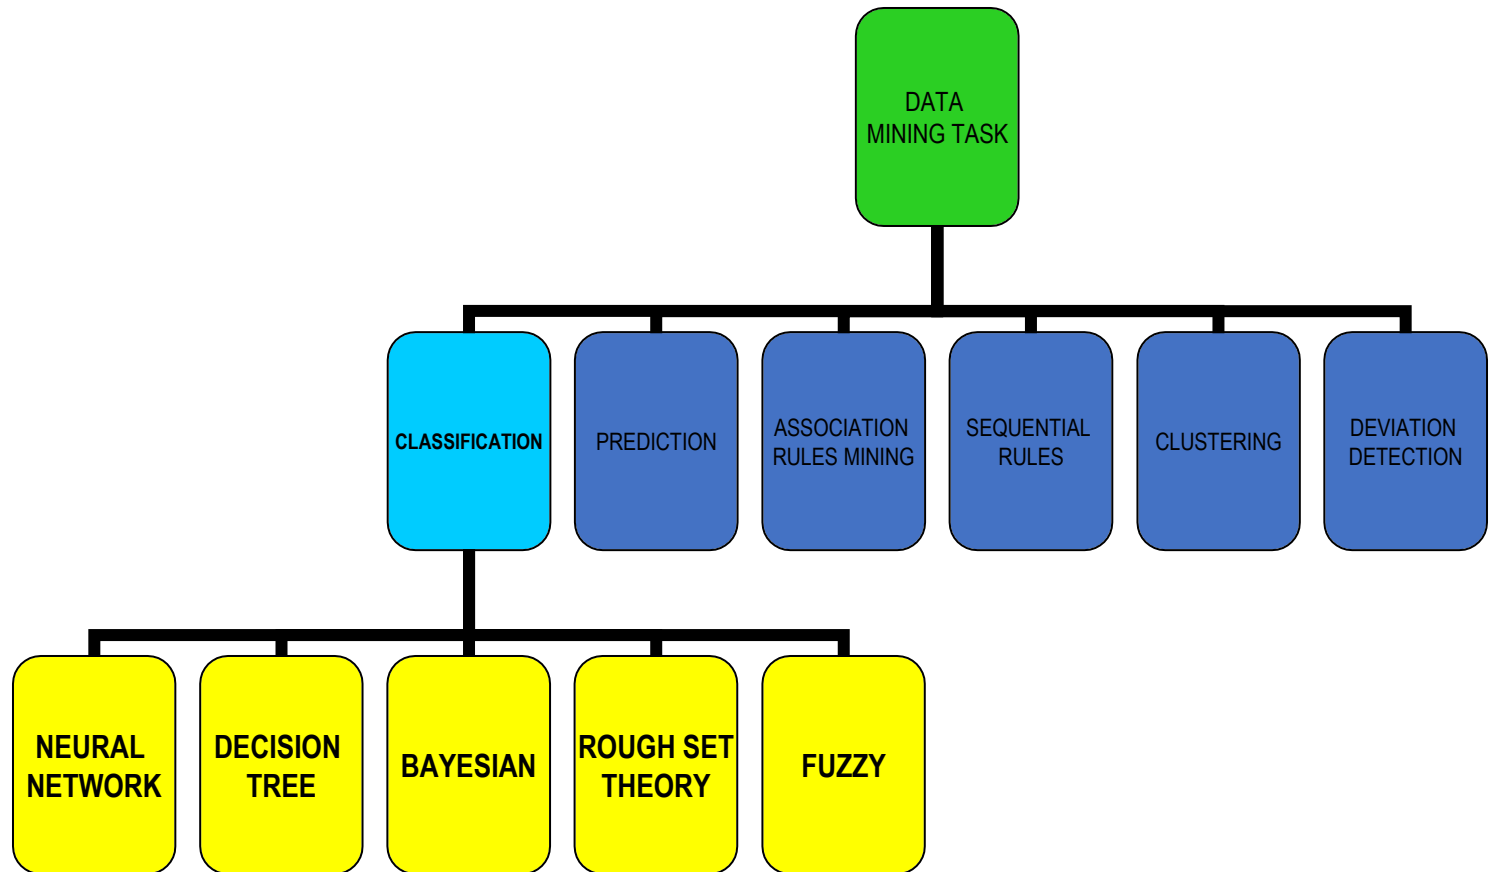 DATA
MINING TASK
CLASSIFICATION
PREDICTION
ASSOCIATION
RULES MINING
SEQUENTIAL
RULES
CLUSTERING
DEVIATION
DETECTION
NEURAL
NETWORK
DECISION
TREE
BAYESIAN
ROUGH SET
THEORY
FUZZY